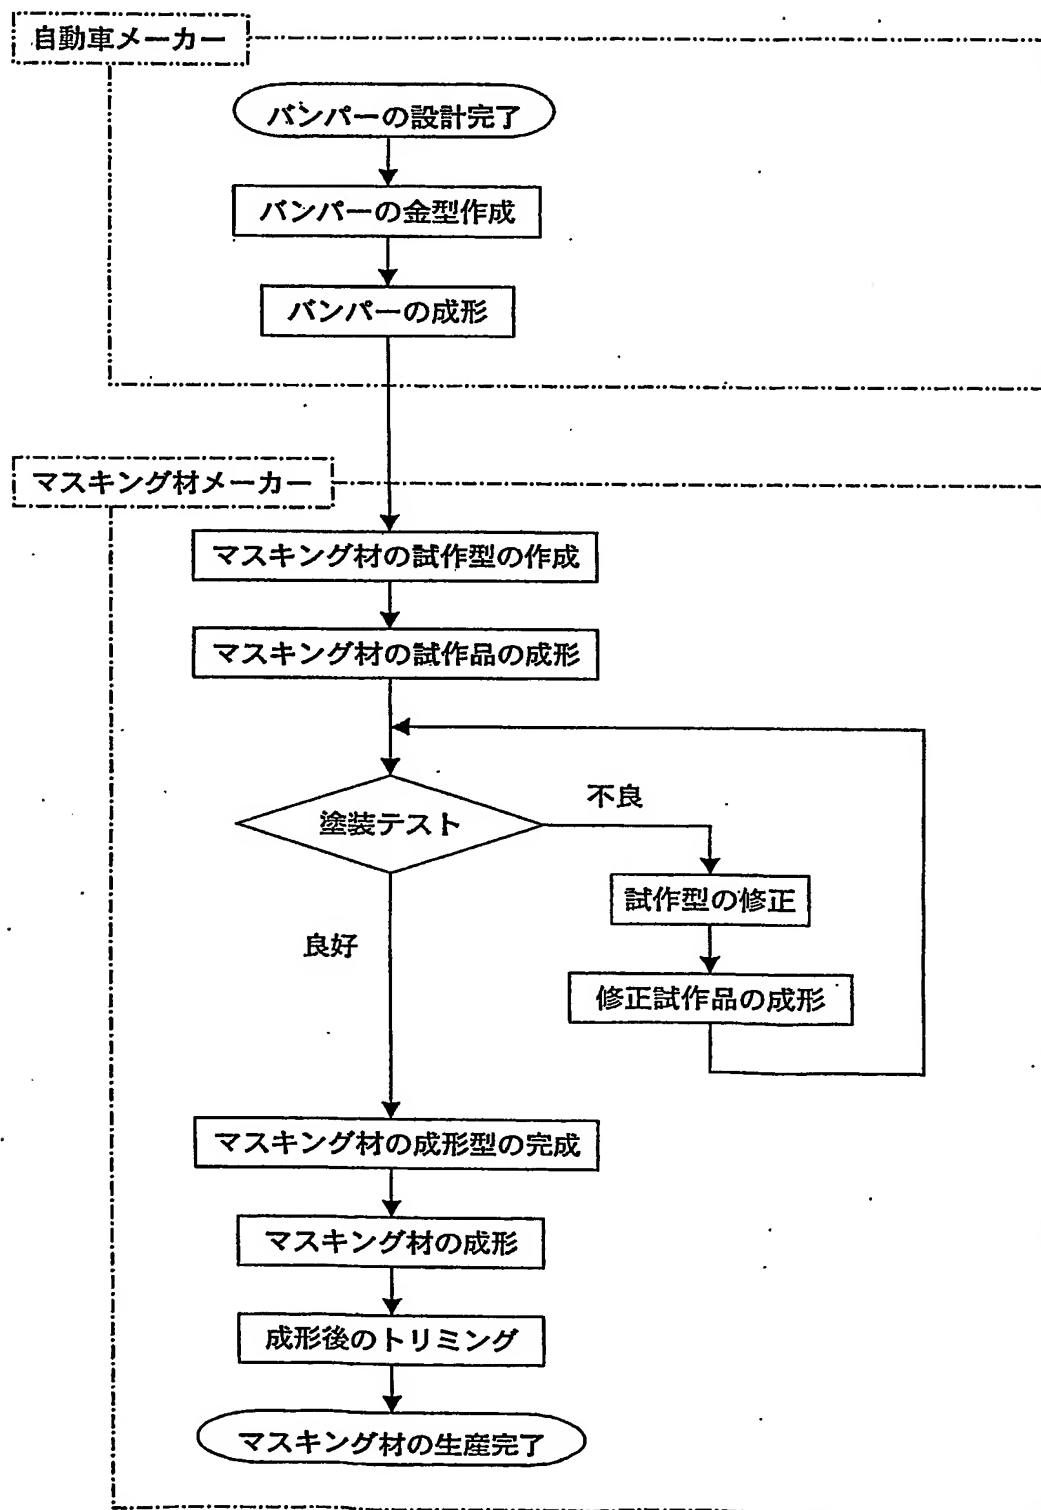 自動車メーカー
バンパーの設計完了
バンパーの金型作成
バンパーの成形
マスキング材メーカー
マスキング材の試作型の作成
マスキング材の試作品の成形
塗装テスト
不良
試作型の修正
良好
修正試作品の成形
マスキング材の成形型の完成
マスキング材の成形
成形後のトリミング
マスキング材の生産完了